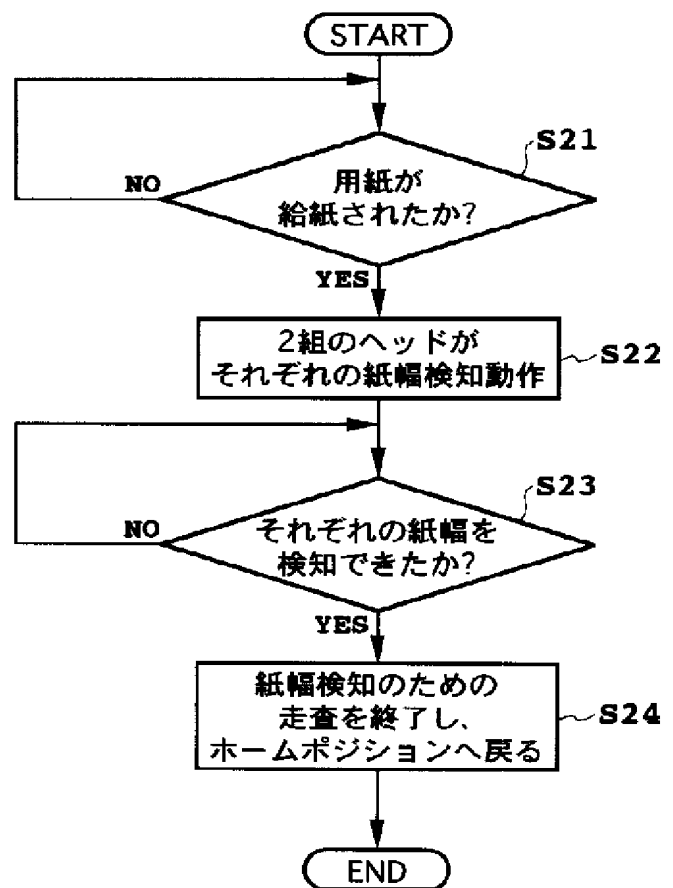 START
S21
用紙が
給紙されたか?
NO
YES
2組のヘッドが
それぞれの紙幅検知動作
S22
S23
それぞれの紙幅を
検知できたか?
NO
YES
紙幅検知のための
走査を終了し、
ホームポジションへ戻る
S24
END